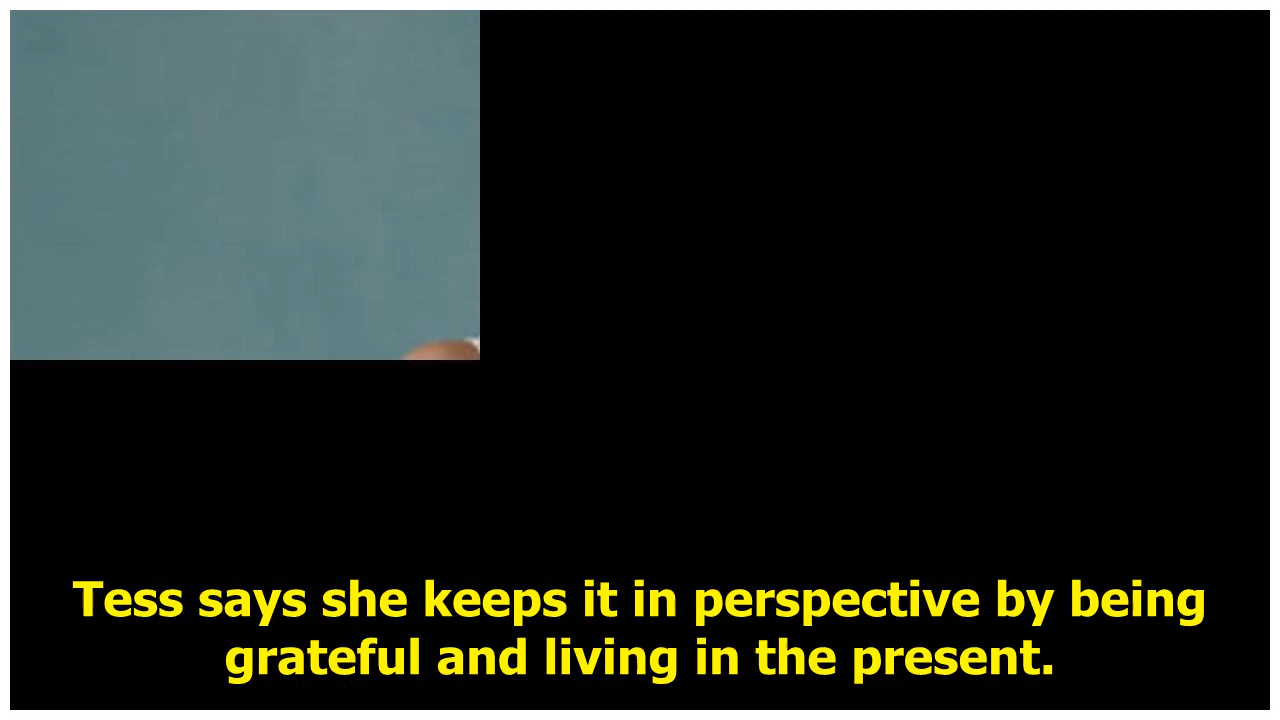 Tess says she keeps it in perspective by being
grateful and living in the present.